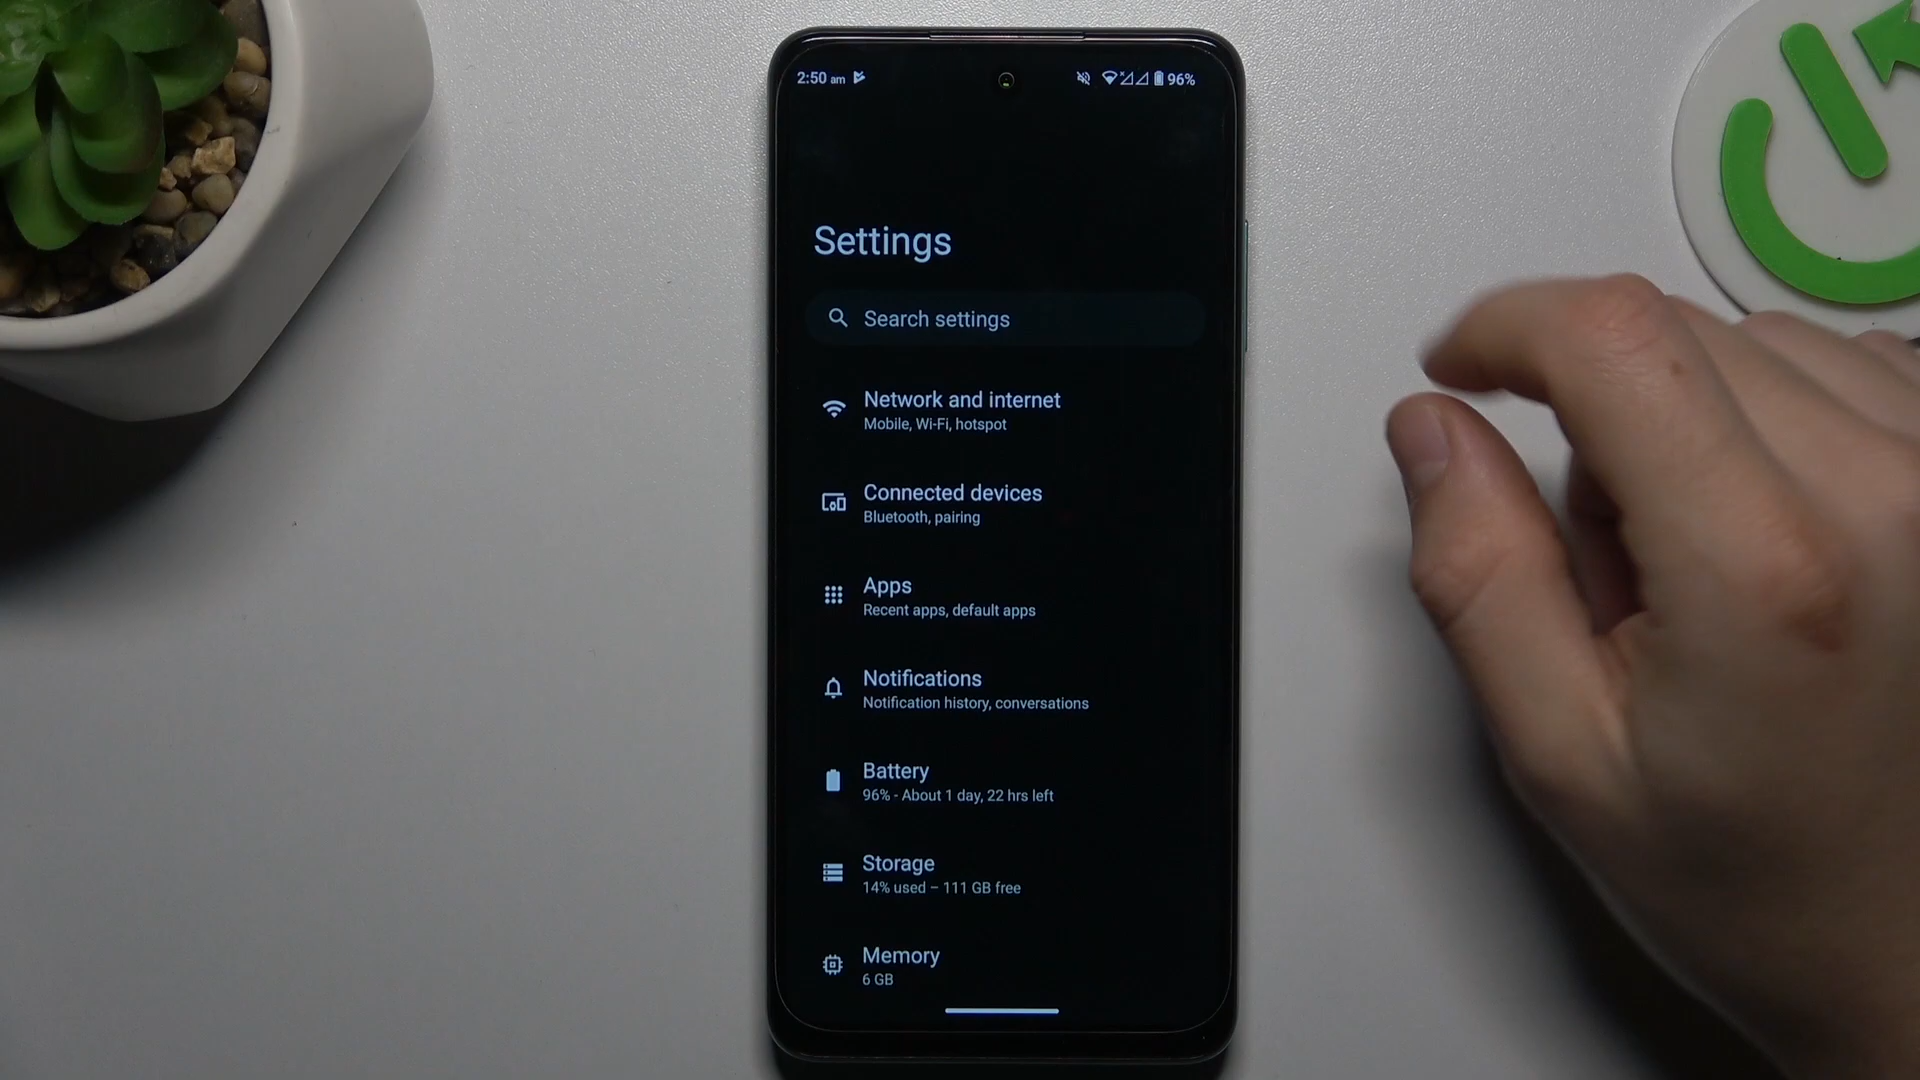 2:50 am 96%
Settings
Search settings
Network and internet
Mobile, Wi-Fi, hotspot
Connected devices
Bluetooth, pairing
Apps
Recent apps, default apps
Notifications
Notification history, conversations
Battery
96% - About 1 day, 22 hrs left
Storage
14% used – 111 GB free
Memory
6 GB